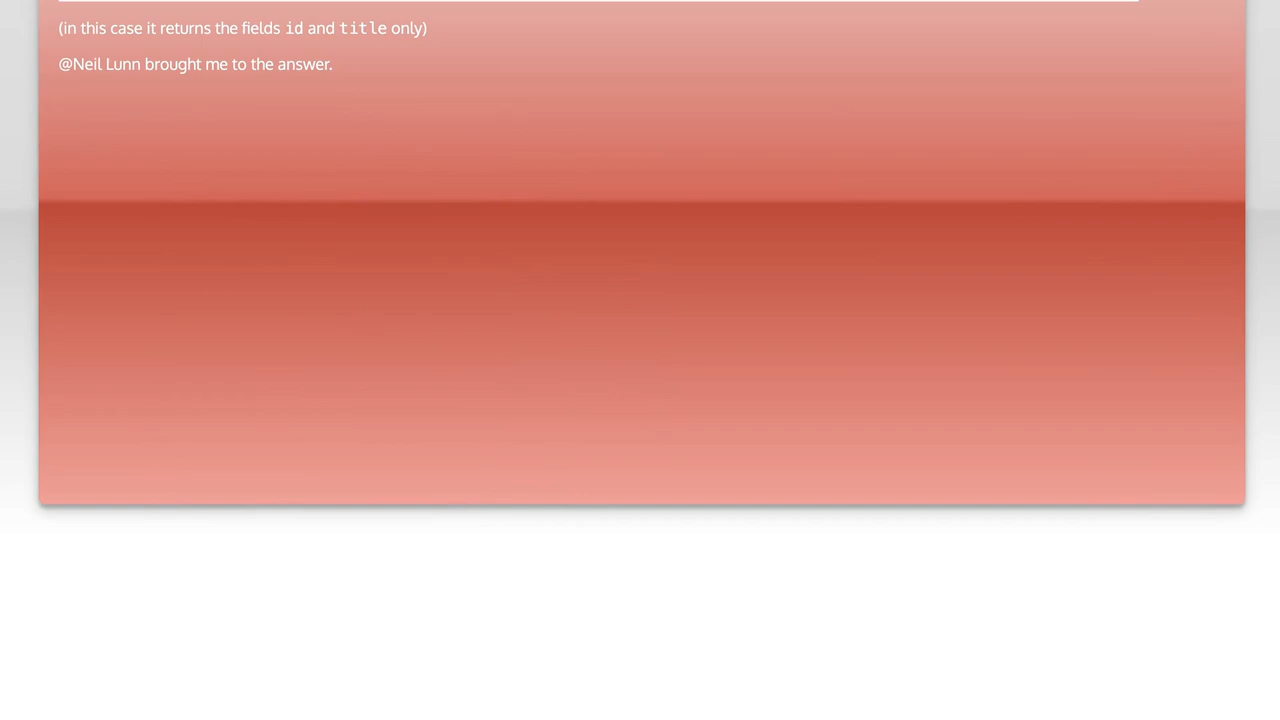 (in this case it returns the fields id and title only)
@Neil Lunn brought me to the answer.